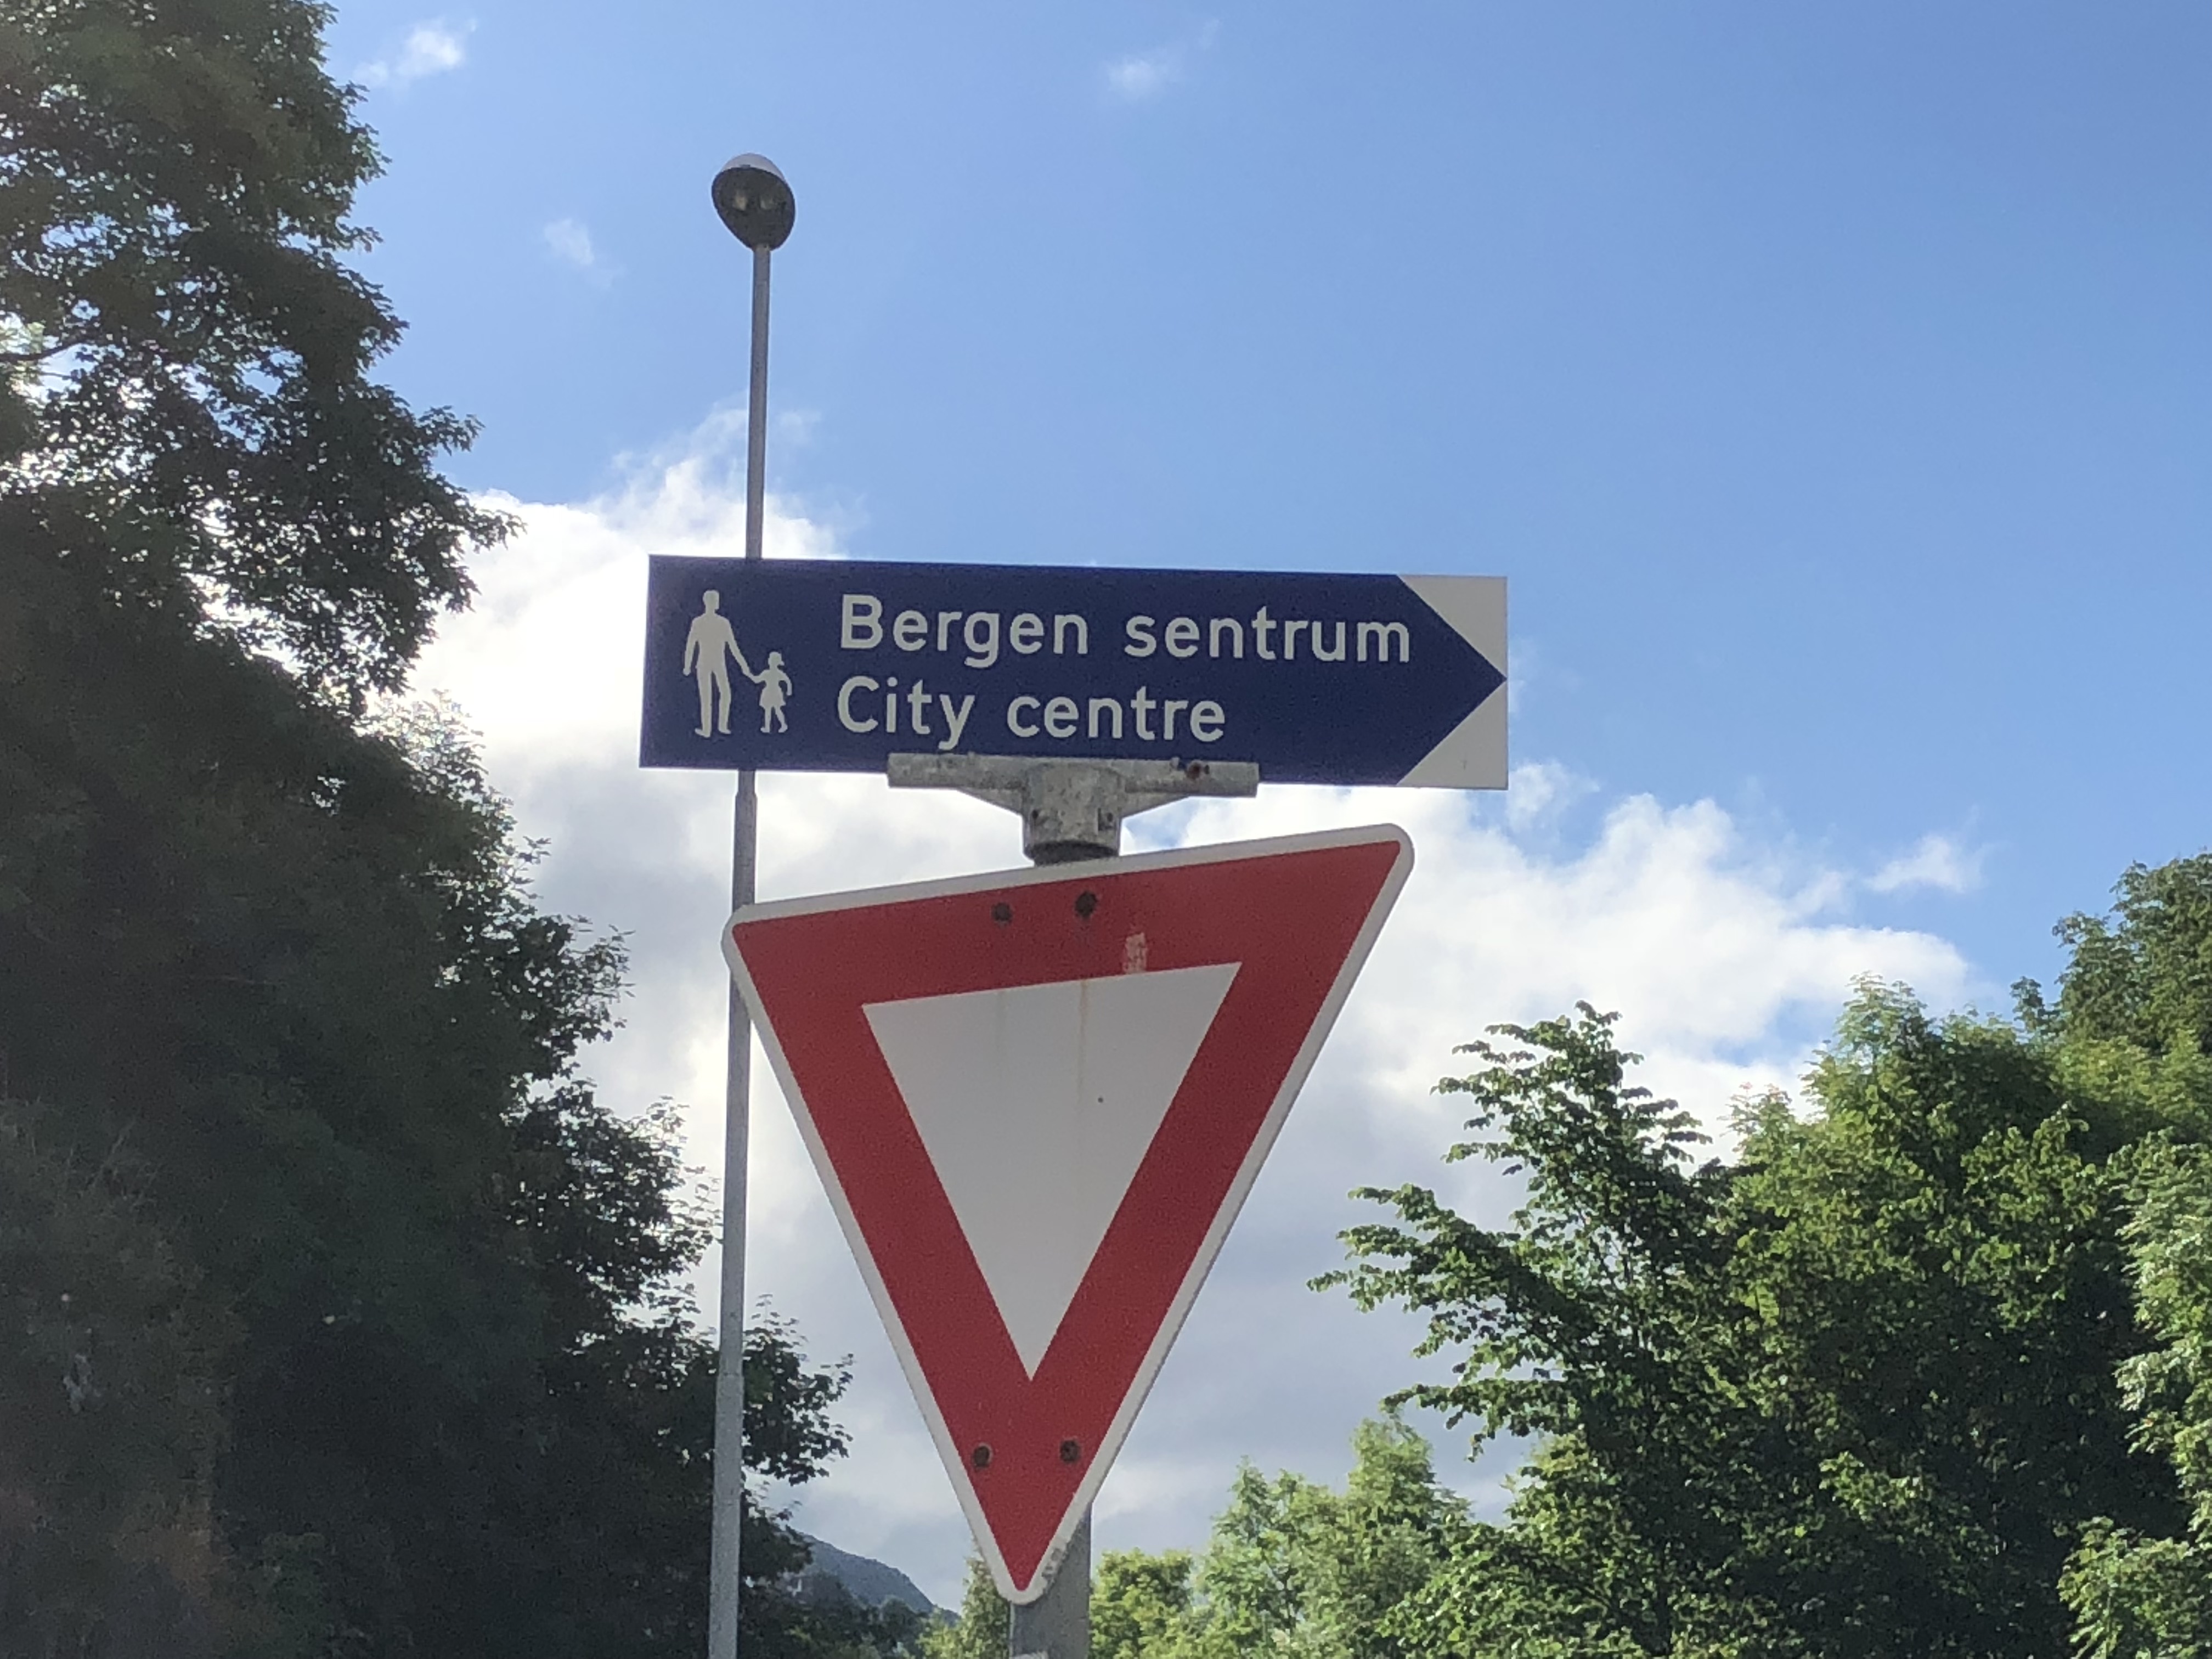 Bergen sentrum
City centre